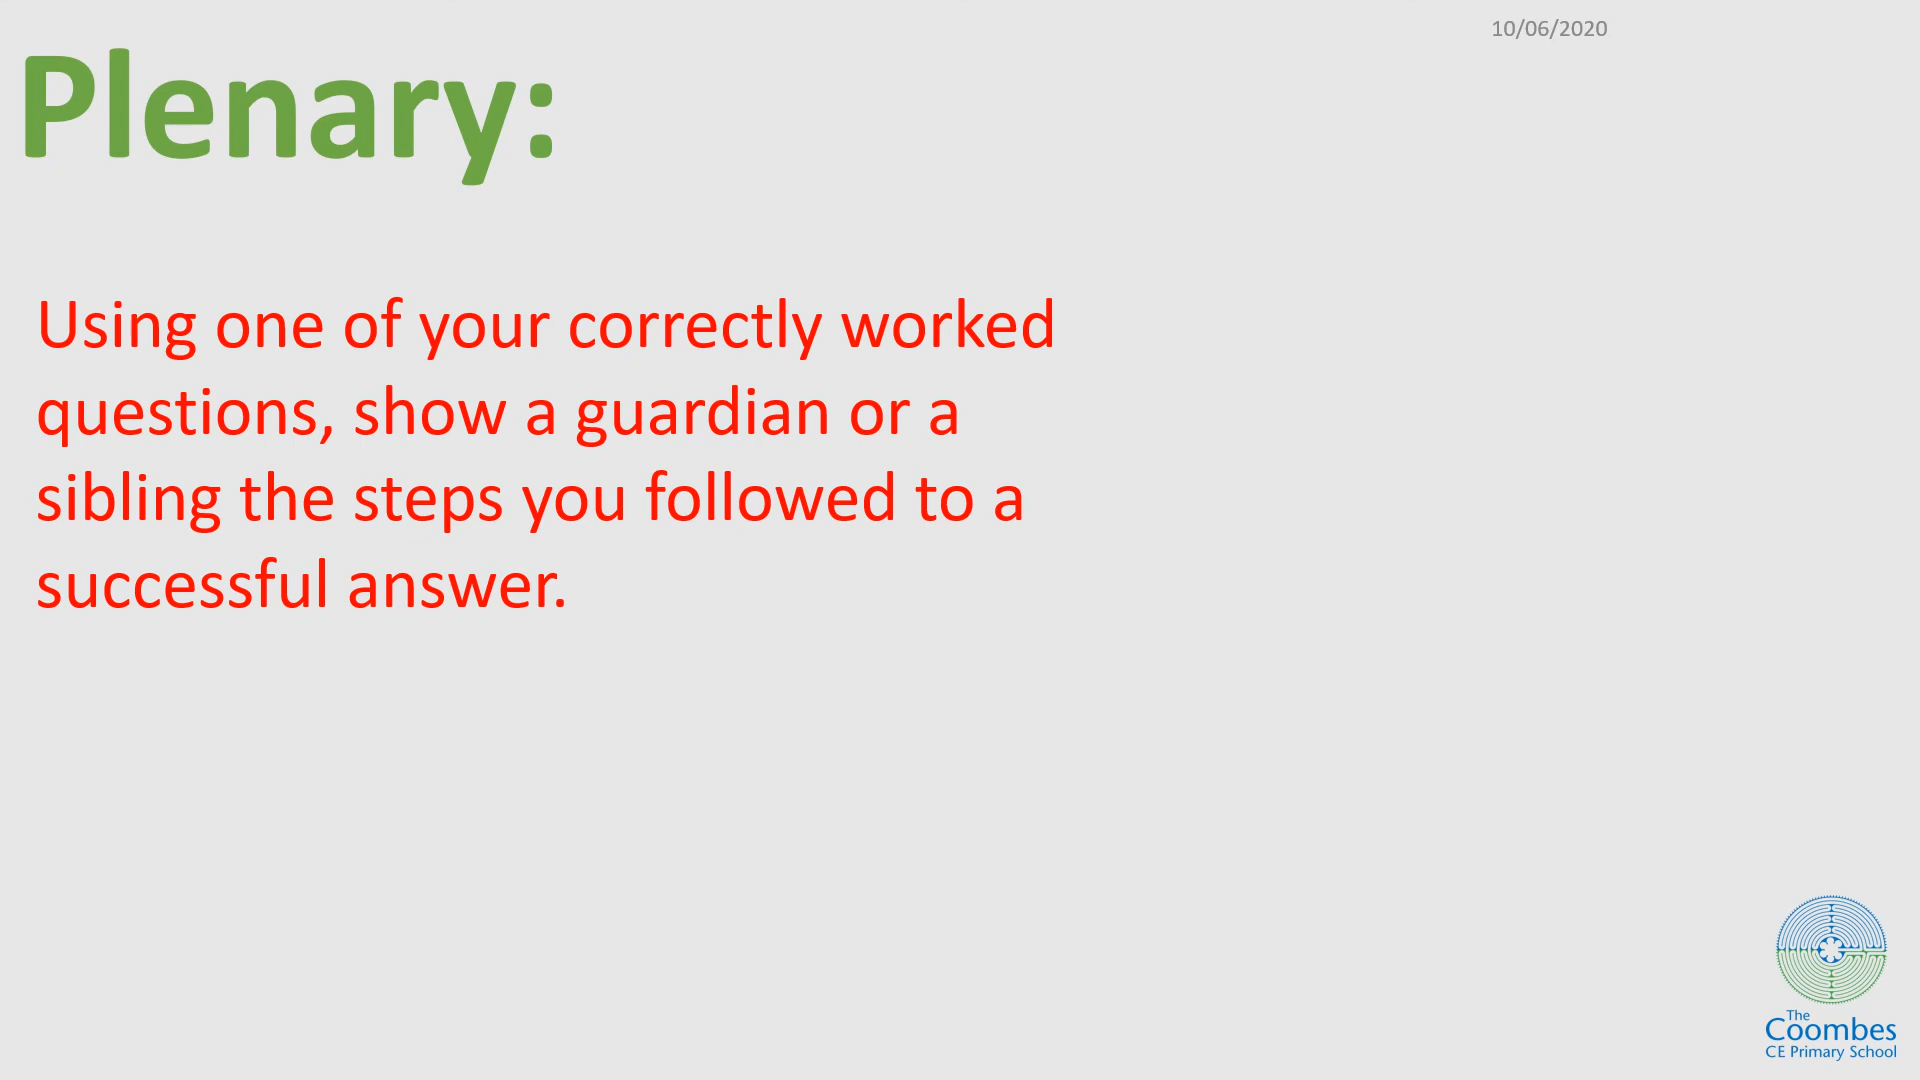 10/06/2020
Plenary:
Using one of your correctly worked
questions, show a guardian or a
sibling the steps you followed to a
successful answer.
The
Coombes
CE Primary School